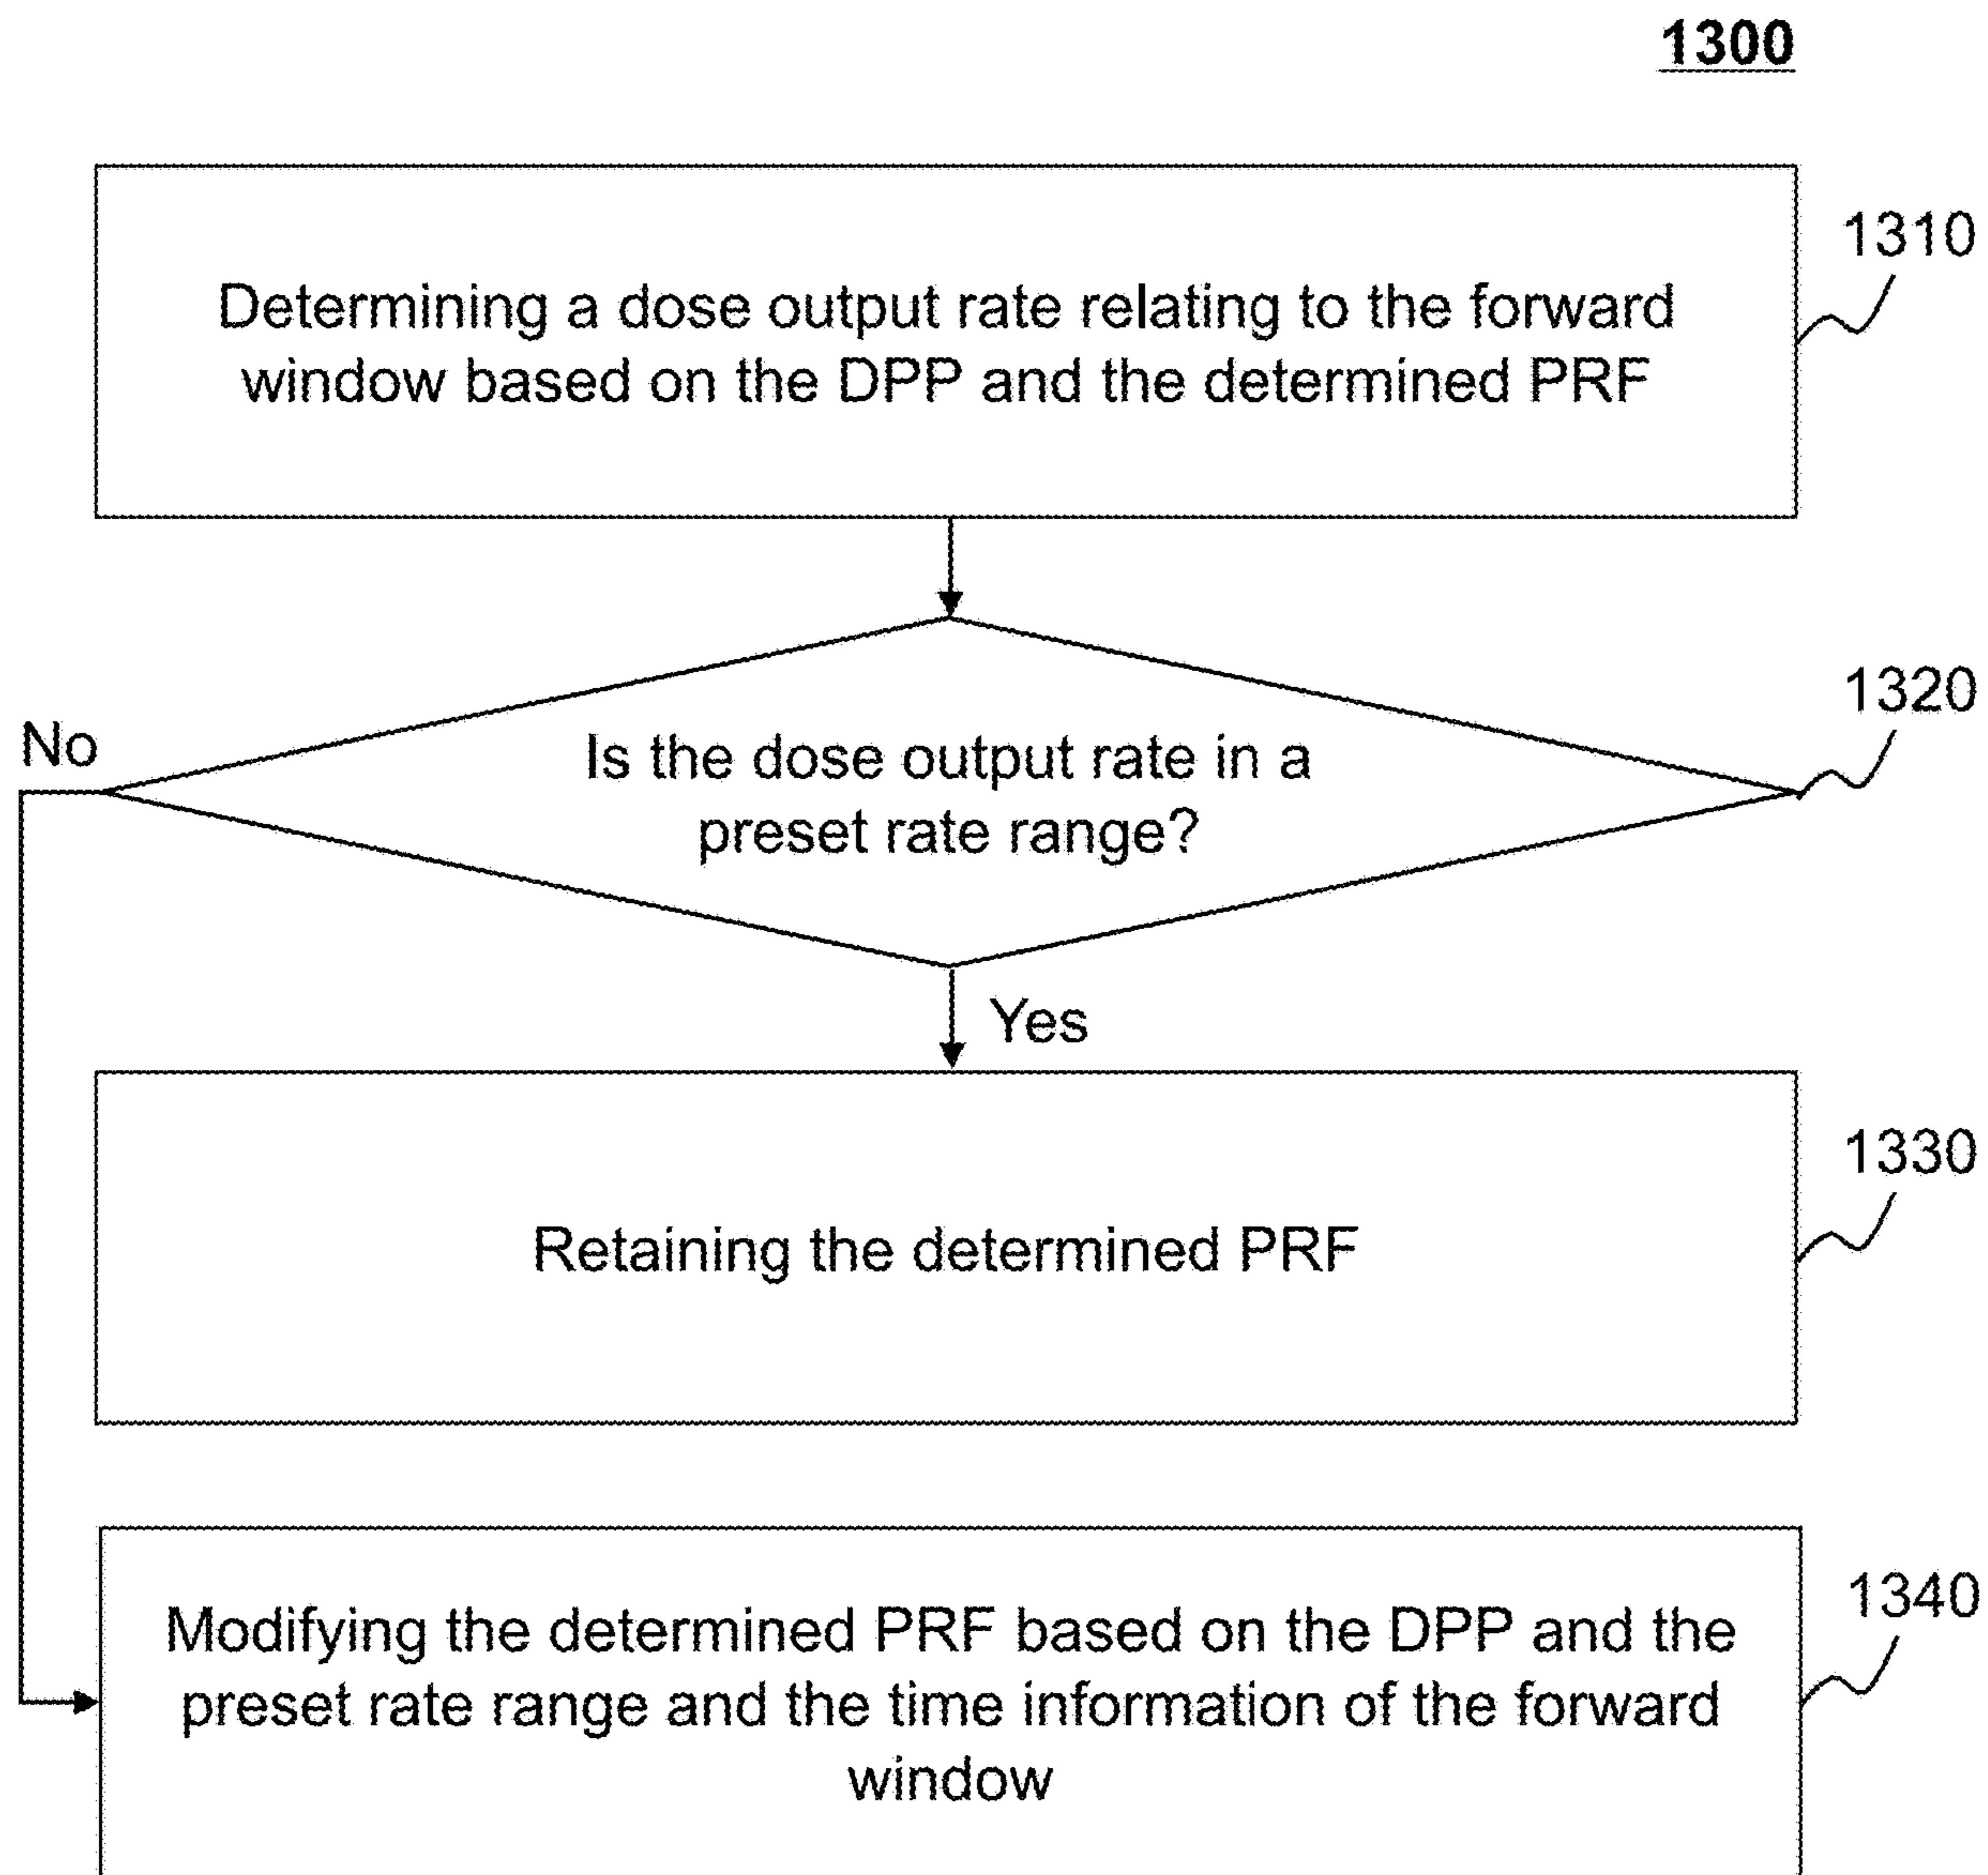 1300
Determining a dose output rate relating to the forward
window based on the DPP and the determined PRF
1310
Is the dose output rate in a
preset rate range?
1320
No
Yes
Retaining the determined PRF
1330
Modifying the determined PRF based on the DPP and the
preset rate range and the time information of the forward
window
1340